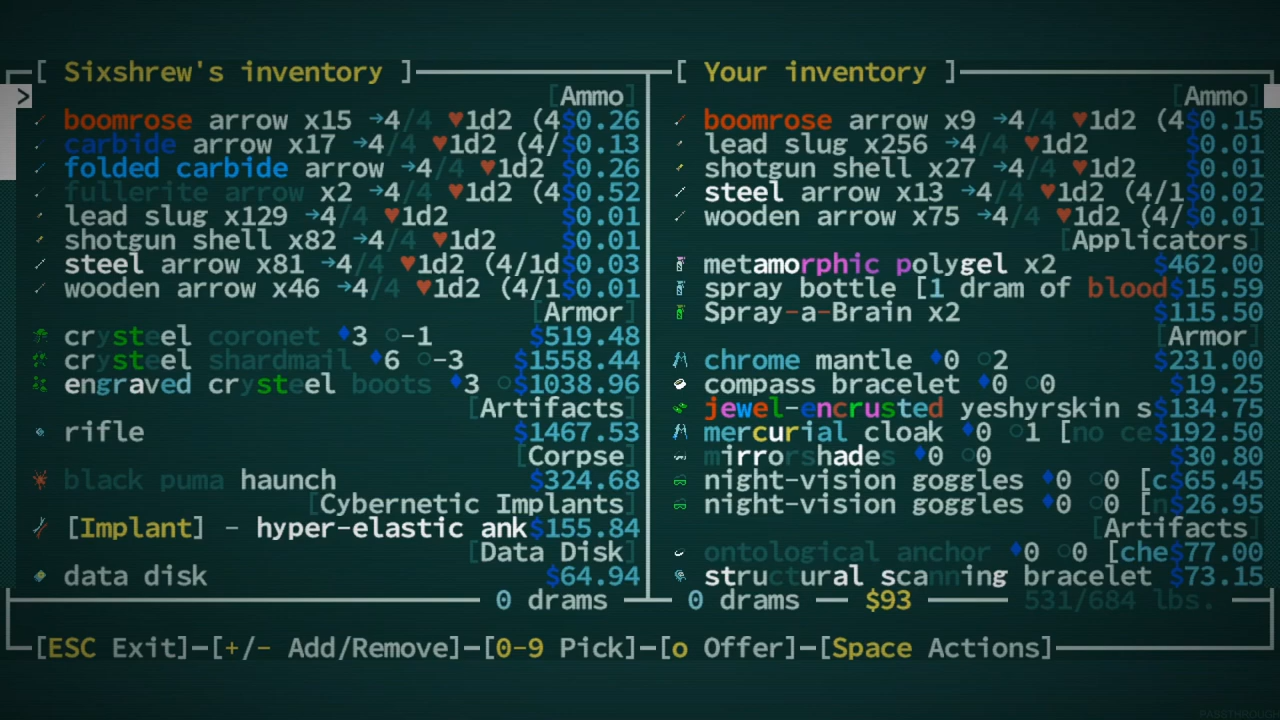 [ Sixshrew's inventory ]
>
[Ammo]
boomrose arrow x15 →4/4 ♥1d2 (4$0.26
carbide arrow x17 →4/4 ♥1d2 (4/$0.13
folded carbide arrow →4/4 ♥1d2 $0.26
fullerite arrow x2 →4/4 ♥1d2 (4$0.52
lead slug x129 →4/4 ♥1d2 $0.01
shotgun shell x82 →4/4 ♥1d2 $0.01
steel arrow x81 →4/4 ♥1d2 (4/1d$0.03
wooden arrow x46 →4/4 ♥1d2 (4/1$0.01
[Armor]
crysteel coronet ♦3 ○-1 $519.48
crysteel shardmail ♦6 ○-3 $1558.44
engraved crysteel boots ♦3 ○$1038.96
[Artifacts]
rifle $1467.53
[Corpse]
black puma haunch $324.68
[Cybernetic Implants]
[Implant] - hyper-elastic ank$155.84
[Data Disk]
data disk $64.94
0 drams
[ Your inventory ]
[Ammo]
boomrose arrow x9 →4/4 ♥1d2 (4$0.15
lead slug x256 →4/4 ♥1d2 $0.01
shotgun shell x27 →4/4 ♥1d2 $0.01
steel arrow x13 →4/4 ♥1d2 (4/1$0.02
wooden arrow x75 →4/4 ♥1d2 (4/$0.01
[Applicators]
metamorphic polygel x2 $462.00
spray bottle [1 dram of blood$15.59
Spray-a-Brain x2 $115.50
[Armor]
chrome mantle ♦0 ○2 $231.00
compass bracelet ♦0 ○0 $19.25
jewel-encrusted yeshyrskin s$134.75
mercurial cloak ♦0 ○1 [no ce$192.50
mirrorshades ♦0 ○0 $30.80
night-vision goggles ♦0 ○0 [c$65.45
night-vision goggles ♦0 ○0 [n$26.95
[Artifacts]
ontological anchor ♦0 ○0 [che$77.00
structural scanning bracelet $73.15
0 drams — $93 — 531/684 lbs.
[ESC Exit]-[+/- Add/Remove]-[0-9 Pick]-[o Offer]-[Space Actions]